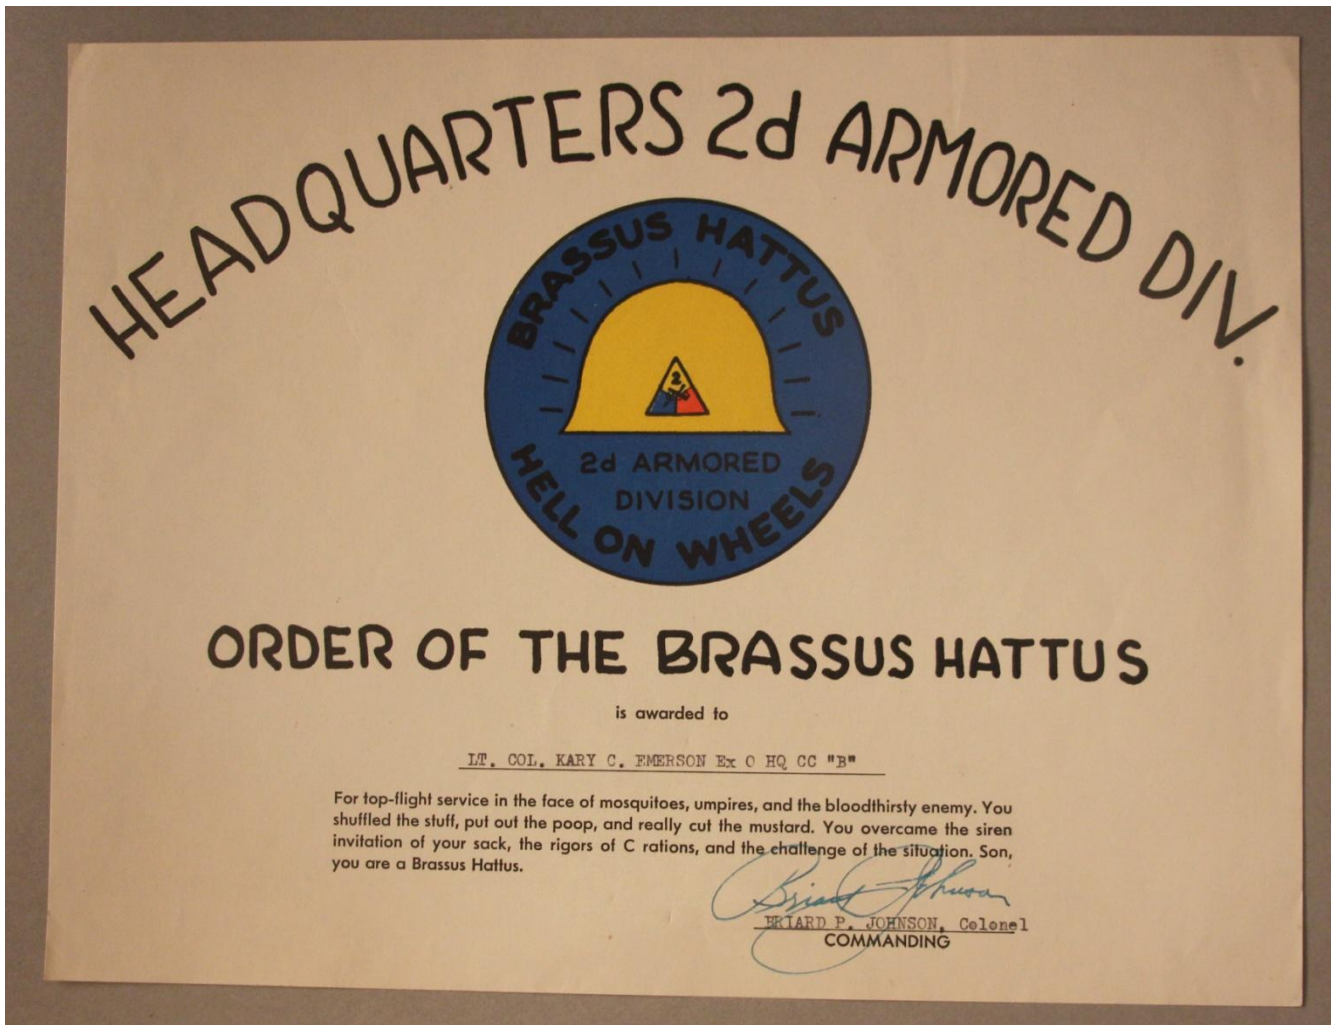 HEADQUARTERS 2d ARMORED DIV.
BRASSUS HATTUS
2
2d ARMORED
DIVISION
HELL ON WHEELS
ORDER OF THE BRASSUS HATTUS
is awarded to
LT. COL. KARY C. EMERSON Ex O HQ CC "B"
For top-flight service in the face of mosquitoes, umpires, and the bloodthirsty enemy. You
shuffled the stuff, put out the poop, and really cut the mustard. You overcame the siren
invitation of your sack, the rigors of C rations, and the challenge of the situation. Son,
you are a Brassus Hattus.
Briard P Johnson
BRIARD P. JOHNSON, Colonel
COMMANDING